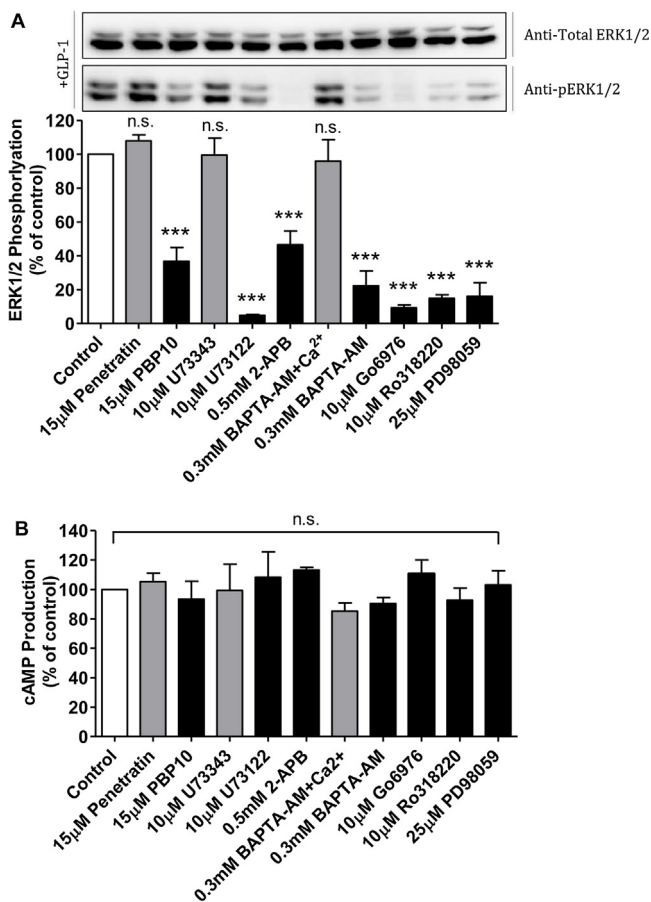 A
+GLP-1
Anti-Total ERK1/2
Anti-pERK1/2
ERK1/2 Phosphorlyation
(% of control)
120
100
80
60
40
20
0
n.s.
***
n.s.
***
***
n.s.
***
***
***
***
Control
15μM Penetratin
15μM PBP10
10μM U73343
10μM U73122
0.5mM 2-APB
0.3mM BAPTA-AM+Ca²⁺
0.3mM BAPTA-AM
10μM Go6976
10μM Ro318220
25μM PD98059
B
n.s.
cAMP Production
(% of control)
140
120
100
80
60
40
20
0
Control
15μM Penetratin
15μM PBP10
10μM U73343
10μM U73122
0.5mM 2-APB
0.3mM BAPTA-AM+Ca2+
0.3mM BAPTA-AM
10μM Go6976
10μM Ro318220
25μM PD98059